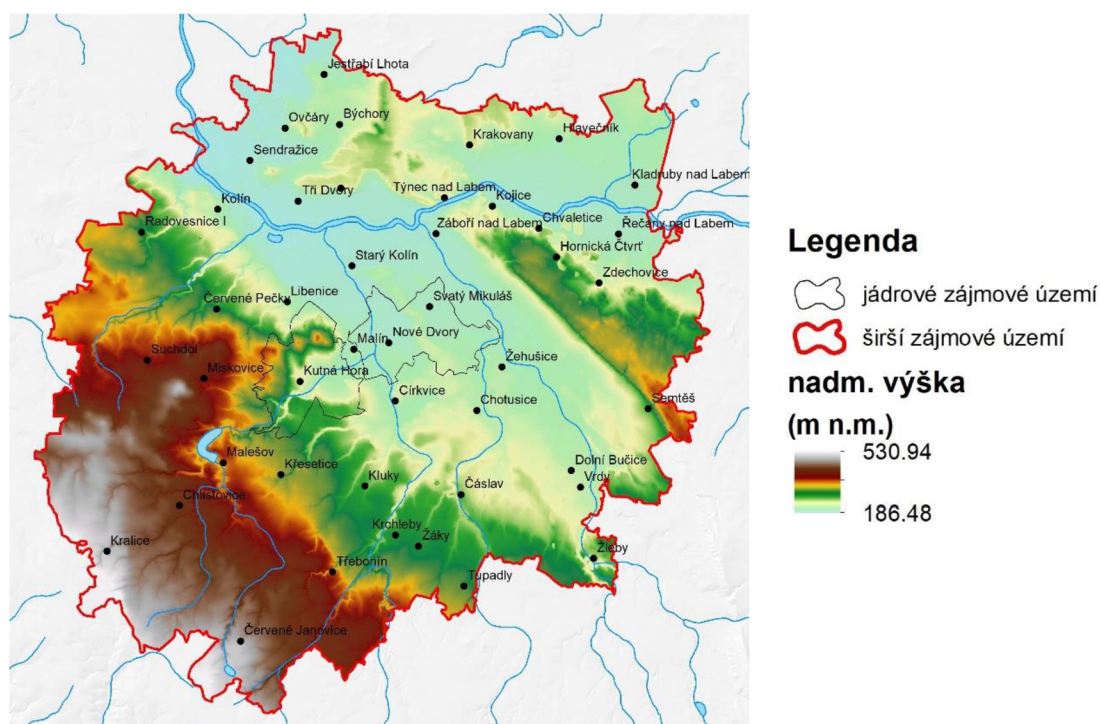 Jestřabí Lhota
Ovčáry
Býchory
Krakovany
Hlavečník
Sendražice
Kladruby nad Labem
Tři Dvory
Týnec nad Labem
Kolín
Kojice
Radovesnice I
Záboří nad Labem
Chvaletice
Řečany nad Labem
Hornická Čtvrť
Starý Kolín
Zdechovice
Červené Pečky
Libenice
Svatý Mikuláš
Malín
Nové Dvory
Suchdol
Žehušice
Miskovice
Kutná Hora
Církvice
Chotusice
Semtěš
Malešov
Křesetice
Kluky
Čáslav
Dolní Bučice
Vrdy
Chlístovice
Krchleby
Žáky
Kralice
Třebonín
Žleby
Tupadly
Červené Janovice
Legenda
jádrové zájmové území
širší zájmové území
nadm. výška
(m n.m.)
530.94
186.48